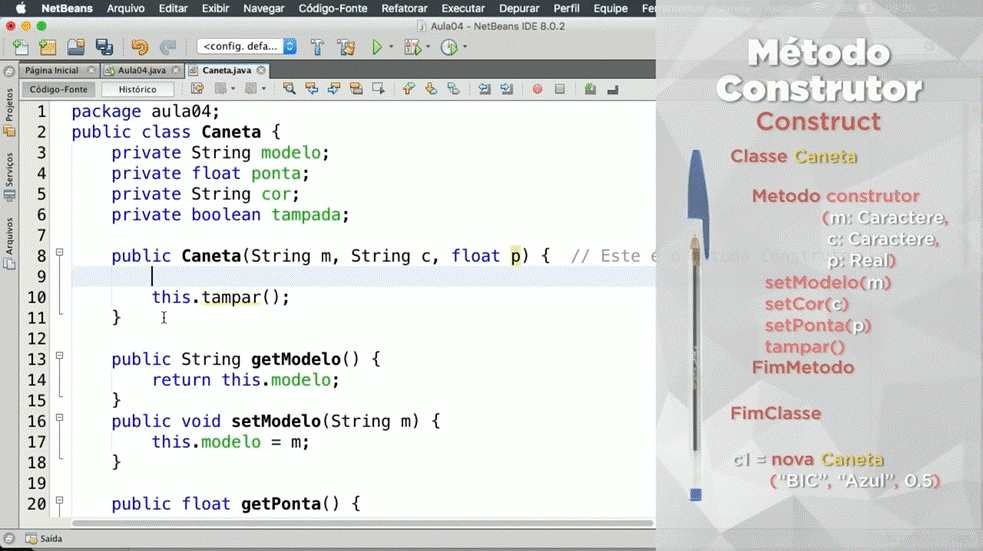 NetBeans Arquivo Editar Exibir Navegar Código-Fonte Refatorar Executar Depurar Perfil Equipe Ferramentas
Aula04 - NetBeans IDE 8.0.2
<config. defa...
Página Inicial Aula04.java Caneta.java
Código-Fonte Histórico
Projetos
Serviços
Arquivos
1 package aula04;
2 public class Caneta {
3 private String modelo;
4 private float ponta;
5 private String cor;
6 private boolean tampada;
7
8 public Caneta(String m, String c, float p) { // Este é o método Constru
9
10 this.tampar();
11 }
12
13 public String getModelo() {
14 return this.modelo;
15 }
16 public void setModelo(String m) {
17 this.modelo = m;
18 }
19
20 public float getPonta() {
Saída
Método
Construtor
Construct
Classe Caneta
Metodo construtor
(m: Caractere,
c: Caractere,
p: Real)
setModelo(m)
setCor(c)
setPonta(p)
tampar()
FimMetodo
FimClasse
c1 = nova Caneta
("BIC", "Azul", 0.5)